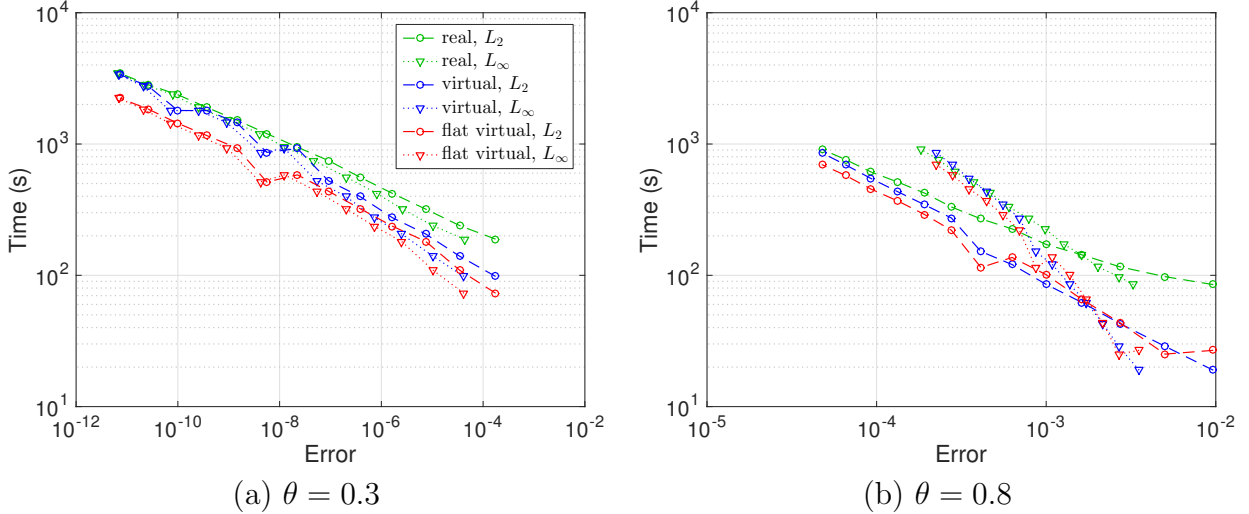 Time (s)
10^4
10^3
10^2
10^1
10^-12
10^-10
10^-8
10^-6
10^-4
10^-2
Error
real, L_2
real, L_∞
virtual, L_2
virtual, L_∞
flat virtual, L_2
flat virtual, L_∞
(a) θ = 0.3
Time (s)
10^4
10^3
10^2
10^1
10^-5
10^-4
10^-3
10^-2
Error
(b) θ = 0.8